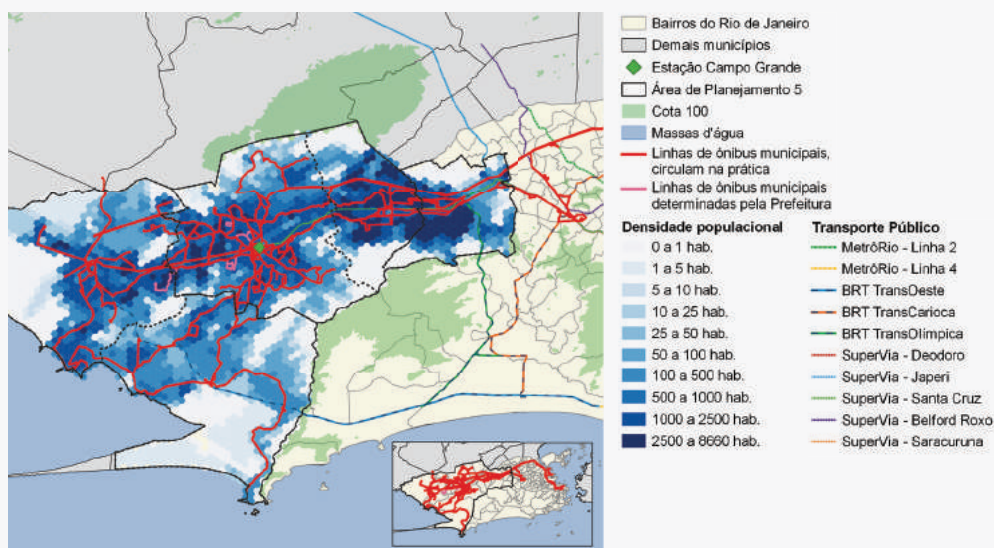 Bairros do Rio de Janeiro
Demais municípios
Estação Campo Grande
Área de Planejamento 5
Cota 100
Massas d'água
Linhas de ônibus municipais,
circulam na prática
Linhas de ônibus municipais
determinadas pela Prefeitura
Densidade populacional
0 a 1 hab.
1 a 5 hab.
5 a 10 hab.
10 a 25 hab.
25 a 50 hab.
50 a 100 hab.
100 a 500 hab.
500 a 1000 hab.
1000 a 2500 hab.
2500 a 8660 hab.
Transporte Público
MetrôRio - Linha 2
MetrôRio - Linha 4
BRT TransOeste
BRT TransCarioca
BRT TransOlímpica
SuperVia - Deodoro
SuperVia - Japeri
SuperVia - Santa Cruz
SuperVia - Belford Roxo
SuperVia - Saracuruna